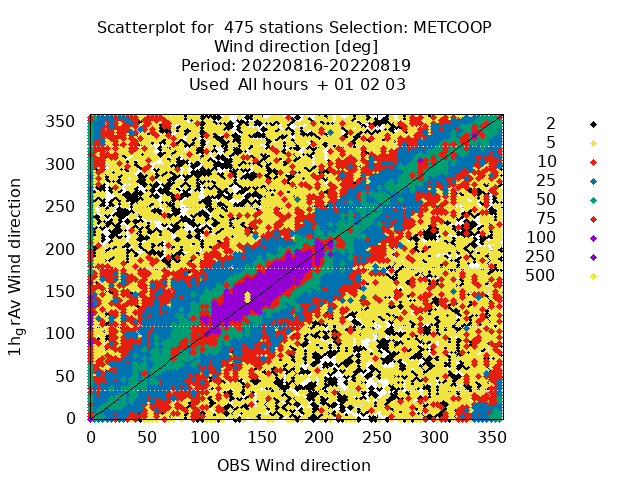 Scatterplot for  475 stations Selection: METCOOP
Wind direction [deg]
Period: 20220816-20220819
Used  All hours  + 01 02 03
350
300
250
200
150
100
50
0
1hgrAv Wind direction
0 50 100 150 200 250 300 350
OBS Wind direction
2
5
10
25
50
75
100
250
500